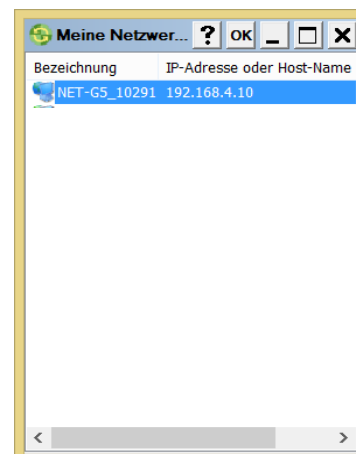 Meine Netzwer... ? OK
Bezeichnung IP-Adresse oder Host-Name
NET-G5_10291 192.168.4.10